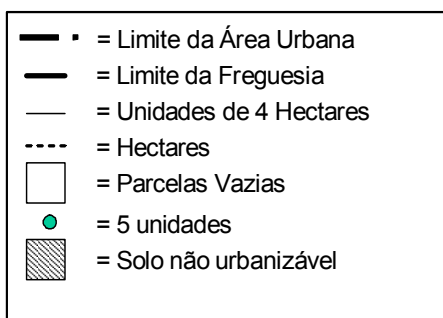 = Limite da Área Urbana
= Limite da Freguesia
= Unidades de 4 Hectares
= Hectares
= Parcelas Vazias
= 5 unidades
= Solo não urbanizável